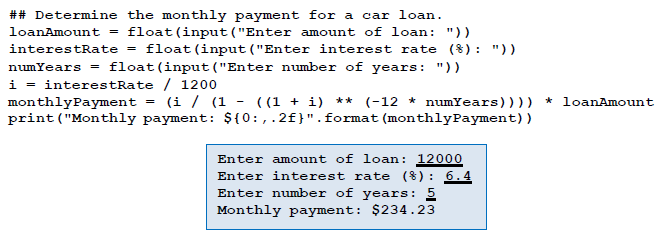 ## Determine the monthly payment for a car loan.
loanAmount = float(input("Enter amount of loan: "))
interestRate = float(input("Enter interest rate (%): "))
numYears = float(input("Enter number of years: "))
i = interestRate / 1200
monthlyPayment = (i / (1 - ((1 + i) ** (-12 * numYears)))) * loanAmount
print("Monthly payment: ${0:,.2f}".format(monthlyPayment))
Enter amount of loan: 12000
Enter interest rate (%): 6.4
Enter number of years: 5
Monthly payment: $234.23